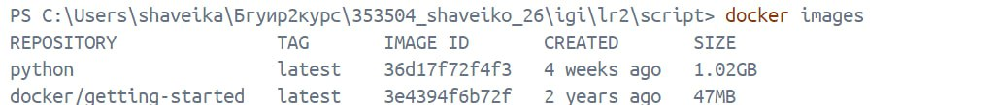 PS C:\Users\shaveika\Бгуир2курс\353504_shaveiko_26\igi\lr2\script> docker images
REPOSITORY TAG IMAGE ID CREATED SIZE
python latest 36d17f72f4f3 4 weeks ago 1.02GB
docker/getting-started latest 3e4394f6b72f 2 years ago 47MB